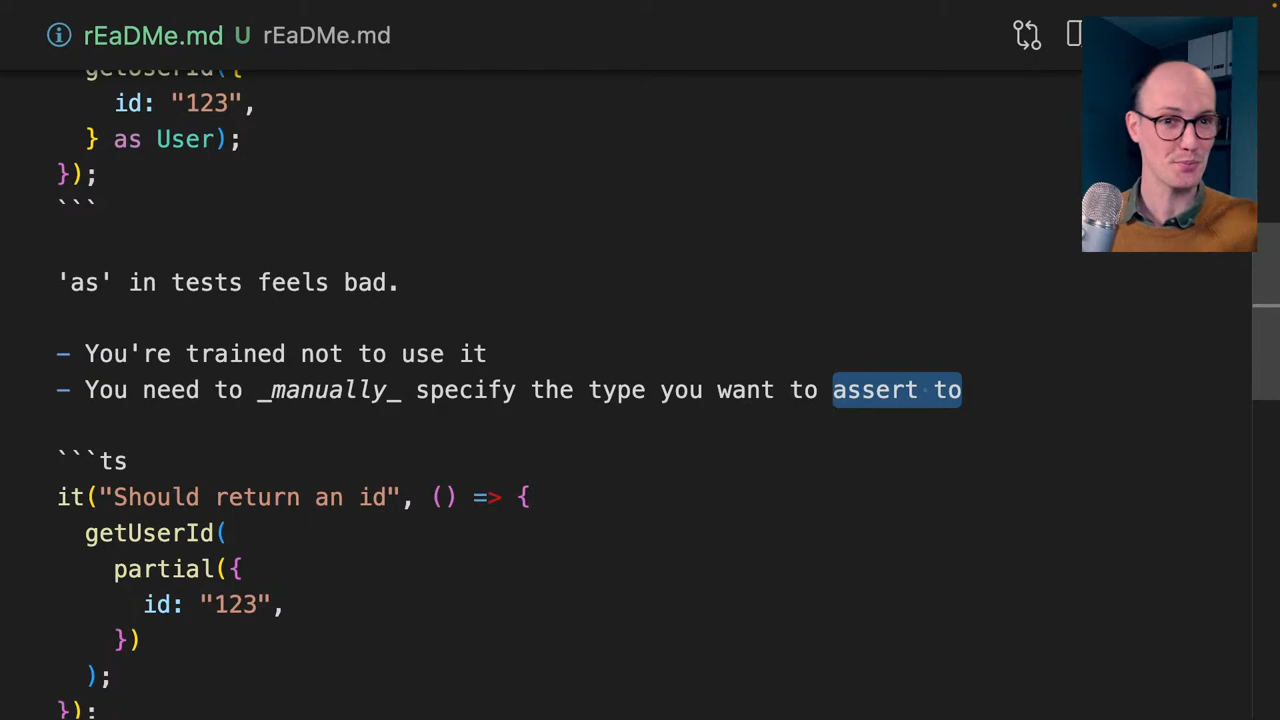 rEaDMe.md U rEaDMe.md
getUserId({
id: "123",
} as User);
});
```
'as' in tests feels bad.
- You're trained not to use it
- You need to _manually_ specify the type you want to assert to
```ts
it("Should return an id", () => {
getUserId(
partial({
id: "123",
})
);
});